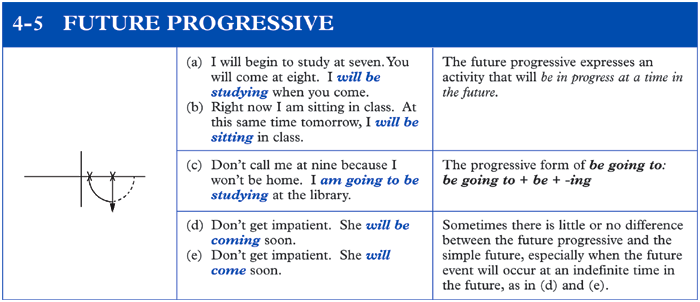 4-5 FUTURE PROGRESSIVE
(a) I will begin to study at seven. You
will come at eight. I will be
studying when you come.
(b) Right now I am sitting in class. At
this same time tomorrow, I will be
sitting in class.
The future progressive expresses an
activity that will be in progress at a time in
the future.
(c) Don't call me at nine because I
won't be home. I am going to be
studying at the library.
The progressive form of be going to:
be going to + be + -ing
(d) Don't get impatient. She will be
coming soon.
(e) Don't get impatient. She will
come soon.
Sometimes there is little or no difference
between the future progressive and the
simple future, especially when the future
event will occur at an indefinite time in
the future, as in (d) and (e).